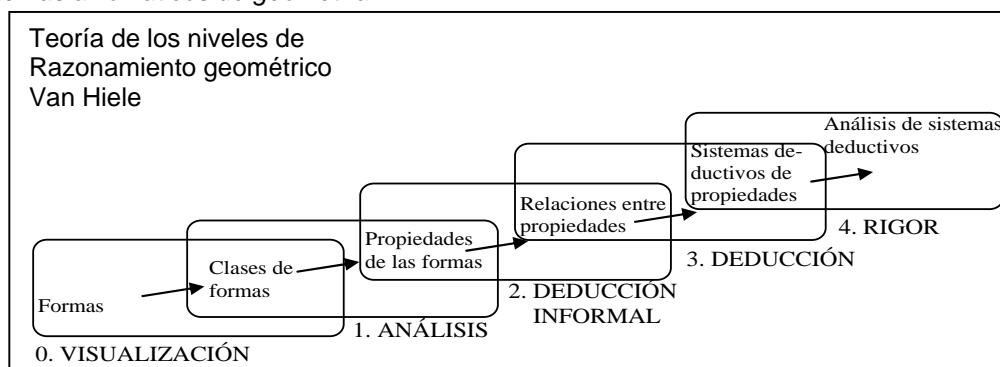 Teoría de los niveles de
Razonamiento geométrico
Van Hiele
Análisis de sistemas
deductivos
Sistemas de-
ductivos de
propiedades
4. RIGOR
Relaciones entre
propiedades
3. DEDUCCIÓN
Propiedades
de las formas
2. DEDUCCIÓN
INFORMAL
Clases de
formas
1. ANÁLISIS
Formas
0. VISUALIZACIÓN